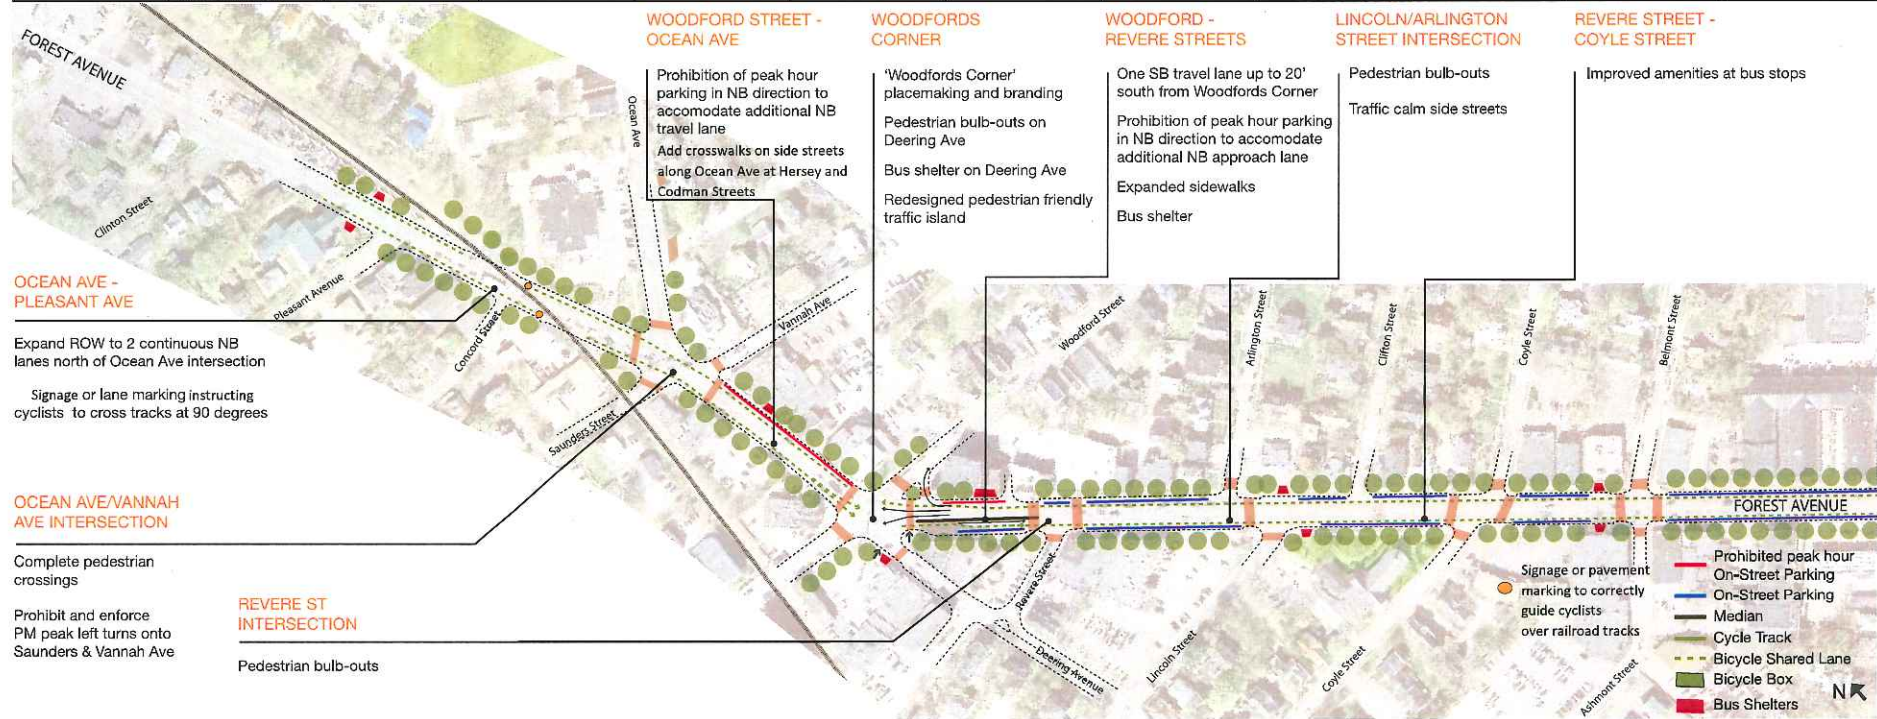 WOODFORD STREET -
OCEAN AVE
Prohibition of peak hour
parking in NB direction to
accomodate additional NB
travel lane
Add crosswalks on side streets
along Ocean Ave at Hersey and
Codman Streets
WOODFORDS
CORNER
'Woodfords Corner'
placemaking and branding
Pedestrian bulb-outs on
Deering Ave
Bus shelter on Deering Ave
Redesigned pedestrian friendly
traffic island
WOODFORD -
REVERE STREETS
One SB travel lane up to 20'
south from Woodfords Corner
Prohibition of peak hour parking
in NB direction to accomodate
additional NB approach lane
Expanded sidewalks
Bus shelter
LINCOLN/ARLINGTON
STREET INTERSECTION
Pedestrian bulb-outs
Traffic calm side streets
REVERE STREET -
COYLE STREET
Improved amenities at bus stops
FOREST AVENUE
Ocean Ave
Clinton Street
Pleasant Avenue
Concord Street
Saunders Street
Vannah Ave
Woodford Street
Arlington Street
Clifton Street
Coyle Street
Belmont Street
OCEAN AVE -
PLEASANT AVE
Expand ROW to 2 continuous NB
lanes north of Ocean Ave intersection
Signage or lane marking instructing
cyclists to cross tracks at 90 degrees
OCEAN AVE/VANNAH
AVE INTERSECTION
Complete pedestrian
crossings
Prohibit and enforce
PM peak left turns onto
Saunders & Vannah Ave
REVERE ST
INTERSECTION
Pedestrian bulb-outs
FOREST AVENUE
Revere Street
Deering Avenue
Lincoln Street
Coyle Street
Ashmont Street
Signage or pavement
marking to correctly
guide cyclists
over railroad tracks
Prohibited peak hour
On-Street Parking
On-Street Parking
Median
Cycle Track
Bicycle Shared Lane
Bicycle Box
Bus Shelters
N